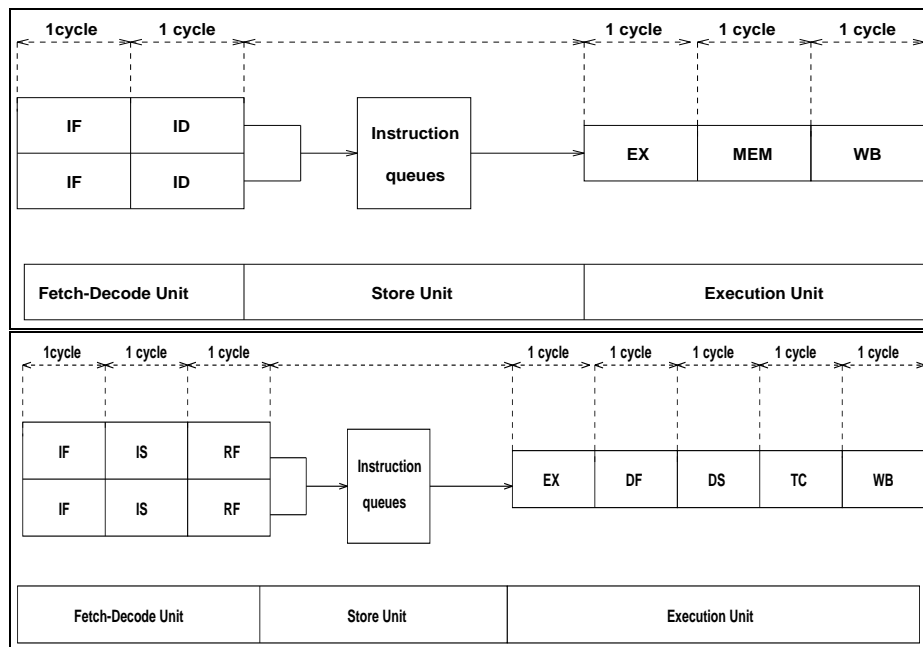 1cycle 1 cycle 1 cycle 1 cycle 1 cycle
IF ID
Instruction
queues
EX MEM WB
IF ID
Fetch-Decode Unit Store Unit Execution Unit
1cycle 1 cycle 1 cycle 1 cycle 1 cycle 1 cycle 1 cycle 1 cycle
IF IS RF
Instruction
queues
EX DF DS TC WB
IF IS RF
Fetch-Decode Unit Store Unit Execution Unit